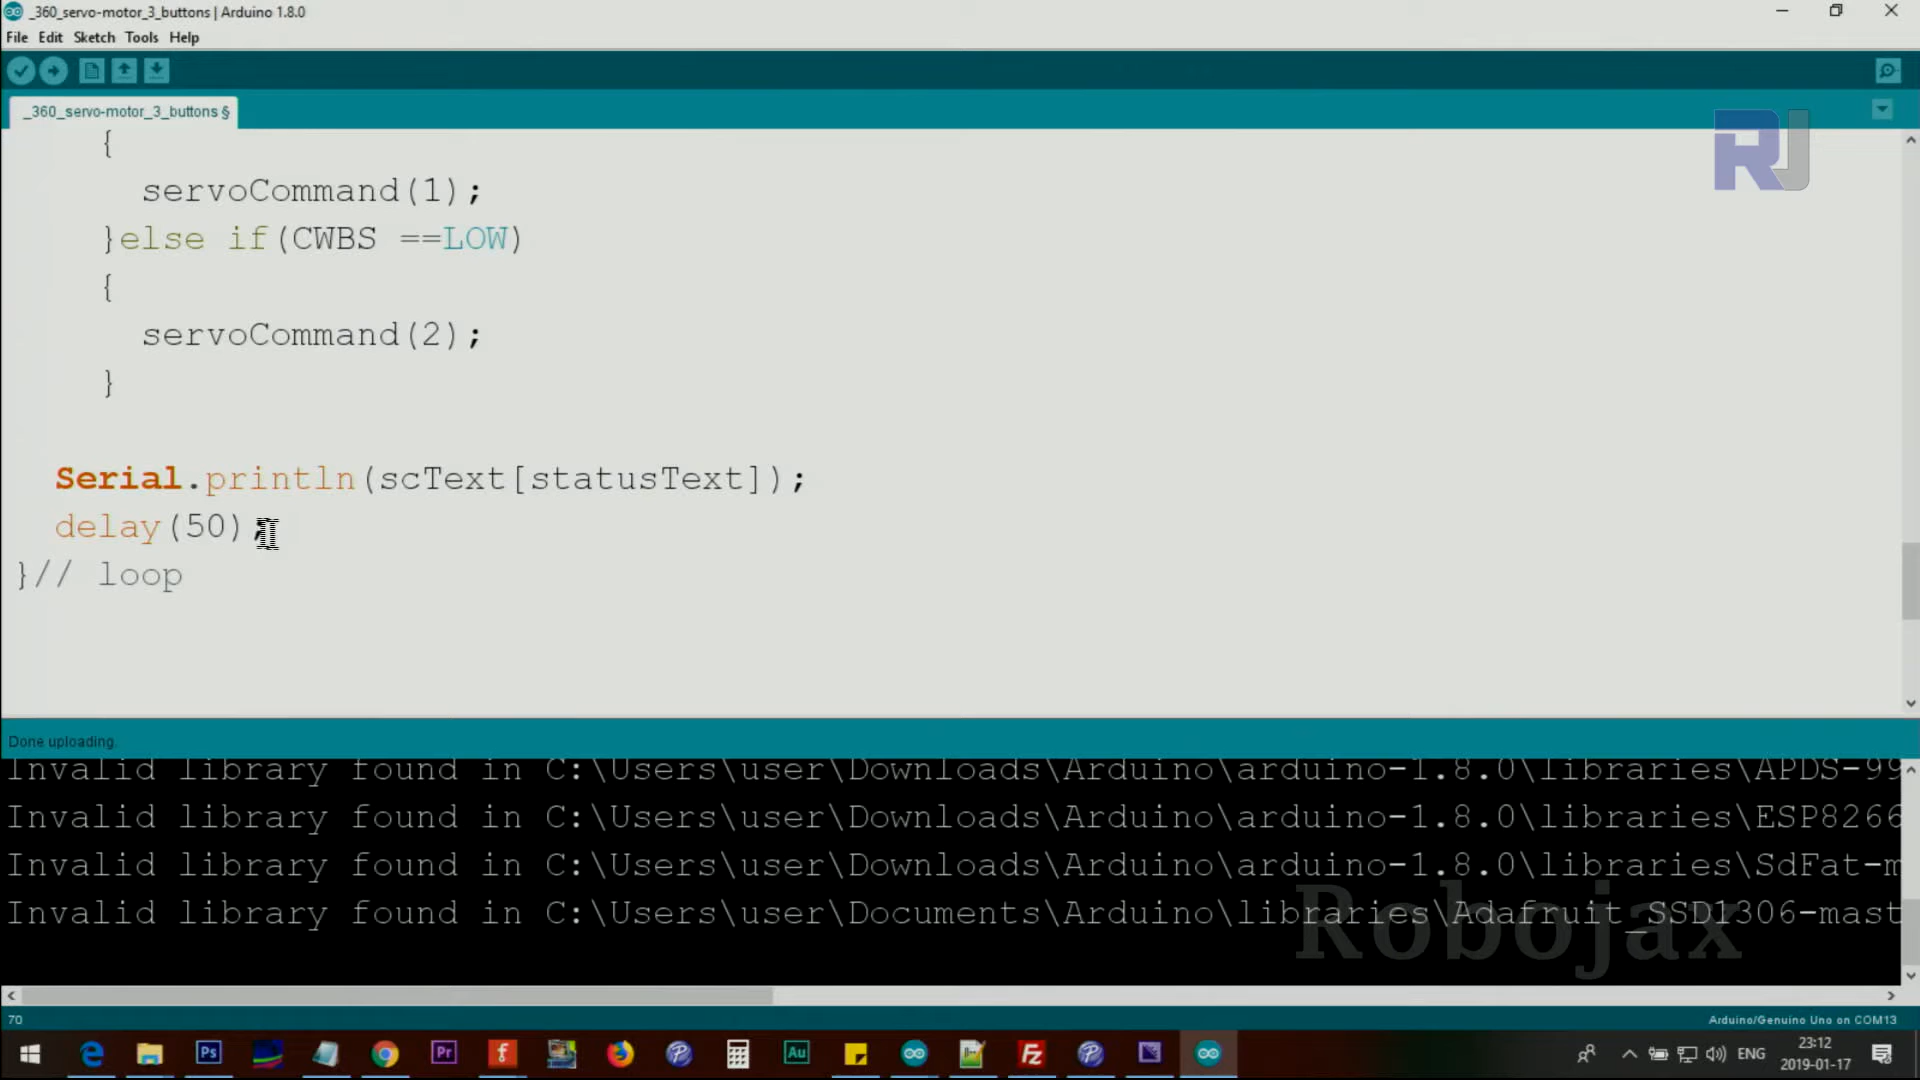 _360_servo-motor_3_buttons | Arduino 1.8.0
File Edit Sketch Tools Help
_360_servo-motor_3_buttons §
RJ
{
servoCommand(1);
}else if(CWBS ==LOW)
{
servoCommand(2);
}
Serial.println(scText[statusText]);
delay(50);
}// loop
Done uploading.
Invalid library found in C:\Users\user\Downloads\Arduino\arduino-1.8.0\libraries\APDS-99
Invalid library found in C:\Users\user\Downloads\Arduino\arduino-1.8.0\libraries\ESP8266
Invalid library found in C:\Users\user\Downloads\Arduino\arduino-1.8.0\libraries\SdFat-m
Invalid library found in C:\Users\user\Documents\Arduino\libraries\Adafruit_SSD1306-mast
Robojax
70
Arduino/Genuino Uno on COM13
Ps
Pr
f
Au
Fz
ENG
23:12
2019-01-17